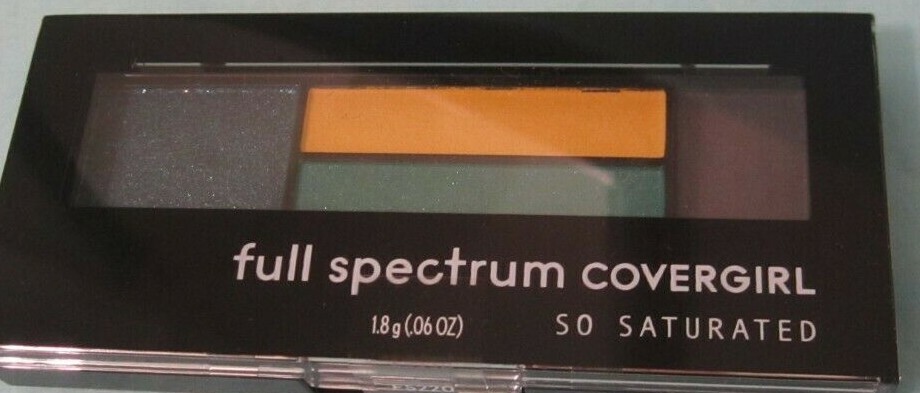 full spectrum COVERGIRL
1.8 g (.06 OZ) SO SATURATED